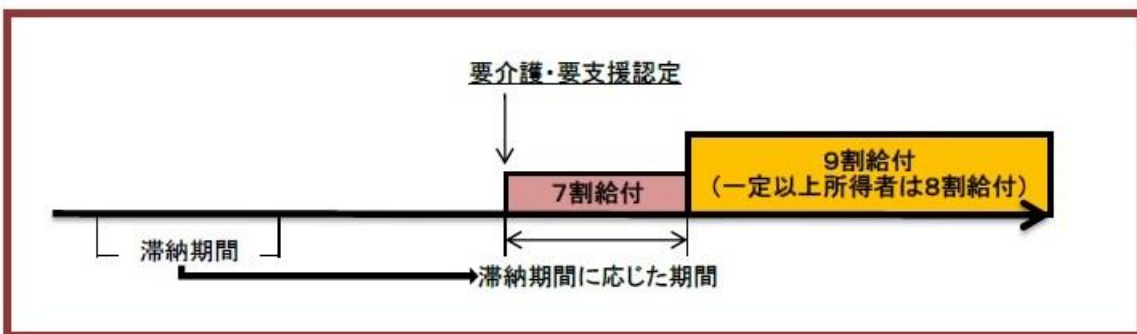 要介護・要支援認定
9割給付
(一定以上所得者は8割給付)
7割給付
滞納期間
滞納期間に応じた期間